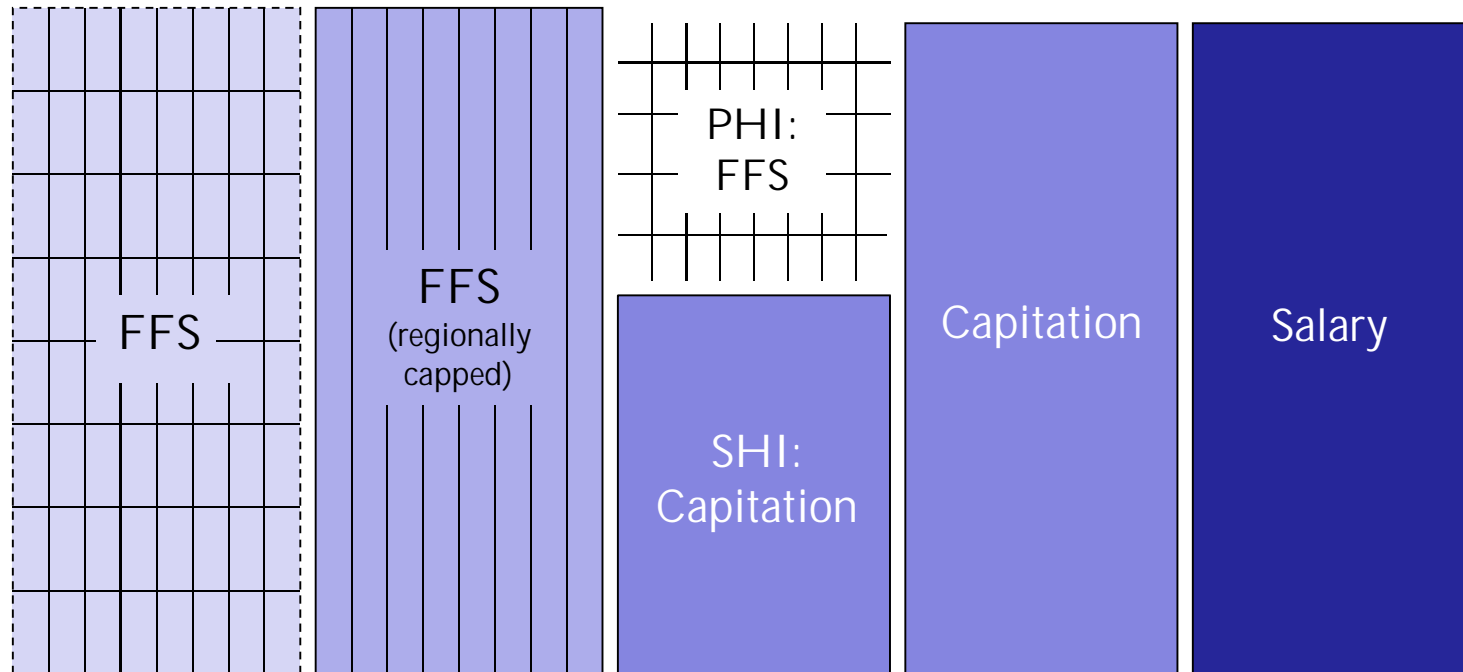 FFS
FFS
(regionally
capped)
PHI:
FFS
SHI:
Capitation
Capitation
Salary